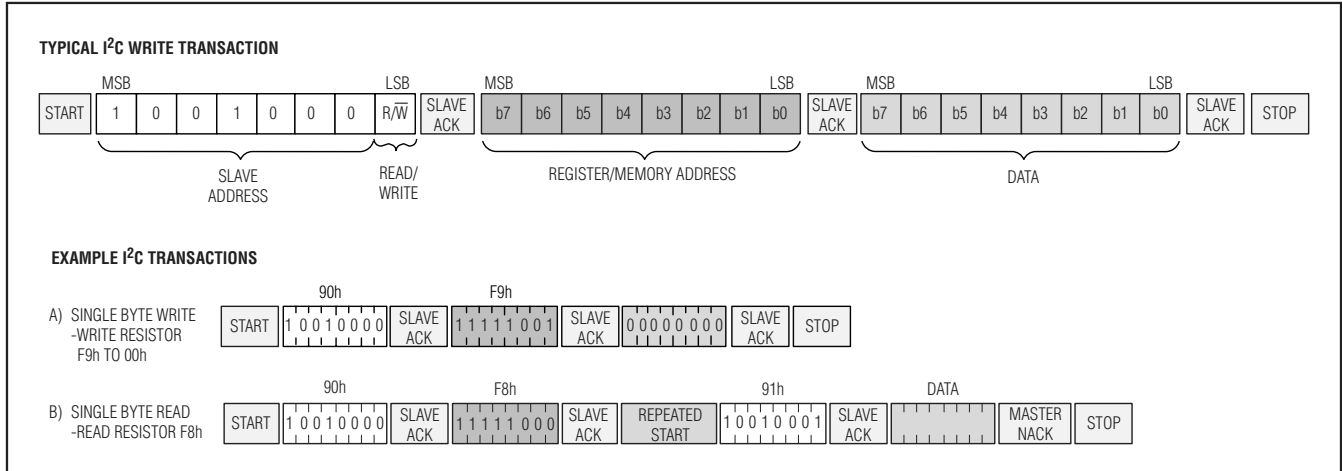 TYPICAL I2C WRITE TRANSACTION
MSB LSB MSB LSB MSB LSB
START 1 0 0 1 0 0 0 R/W̅ SLAVE ACK b7 b6 b5 b4 b3 b2 b1 b0 SLAVE ACK b7 b6 b5 b4 b3 b2 b1 b0 SLAVE ACK STOP
SLAVE ADDRESS READ/WRITE REGISTER/MEMORY ADDRESS DATA
EXAMPLE I2C TRANSACTIONS
90h F9h
A) SINGLE BYTE WRITE
-WRITE RESISTOR
F9h TO 00h
START 1 0 0 1 0 0 0 0 SLAVE ACK 1 1 1 1 1 0 0 1 SLAVE ACK 0 0 0 0 0 0 0 0 SLAVE ACK STOP
90h F8h 91h DATA
B) SINGLE BYTE READ
-READ RESISTOR F8h
START 1 0 0 1 0 0 0 0 SLAVE ACK 1 1 1 1 1 0 0 0 SLAVE ACK REPEATED START 1 0 0 1 0 0 0 1 SLAVE ACK MASTER NACK STOP